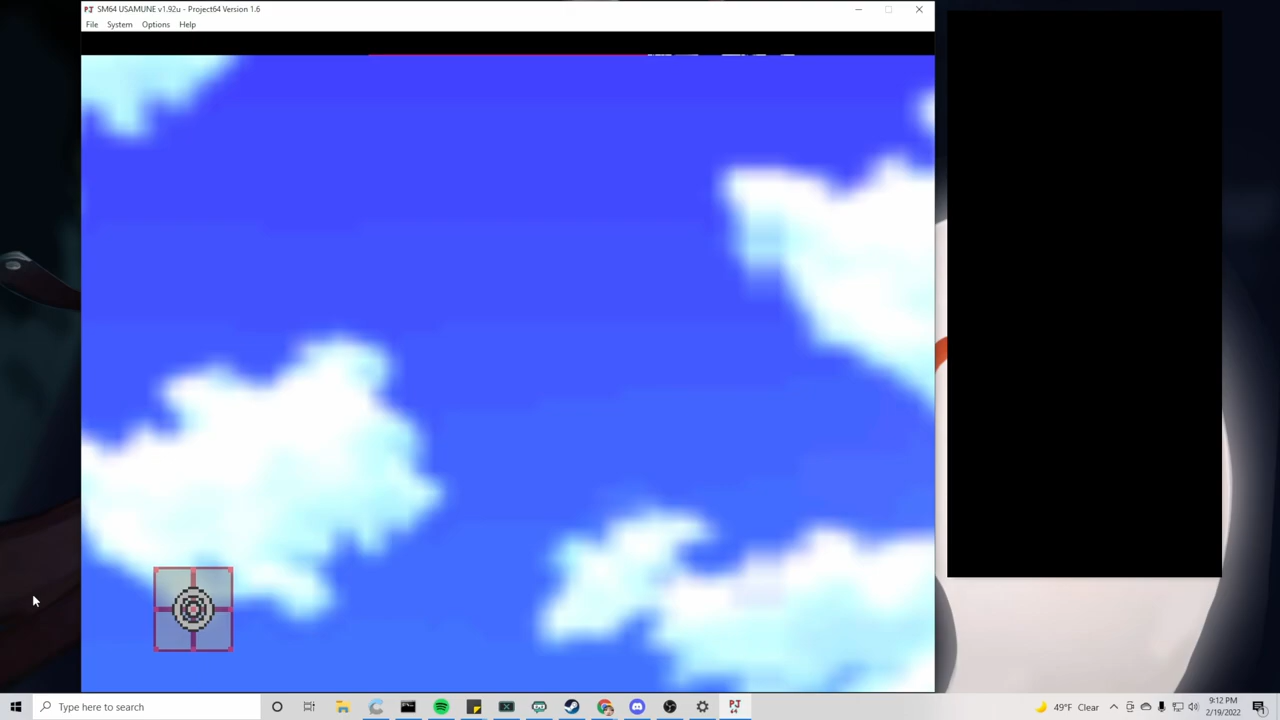 SM64 USAMUNE v1.92u - Project64 Version 1.6
File System Options Help
Type here to search
49°F Clear
9:12 PM
2/19/2022